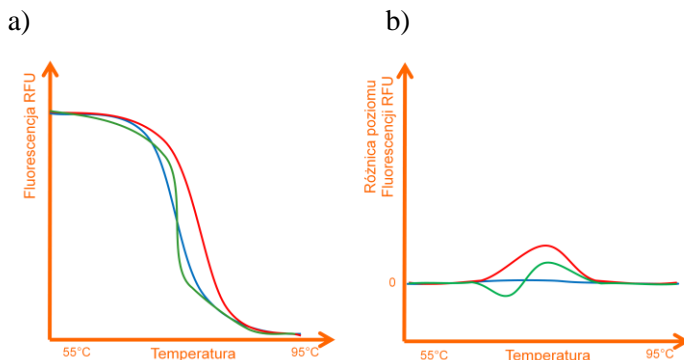 a)
b)
Fluorescencja RFU
55°C
Temperatura
95°C
Różnica poziomu
Fluorescencji RFU
0
55°C
Temperatura
95°C